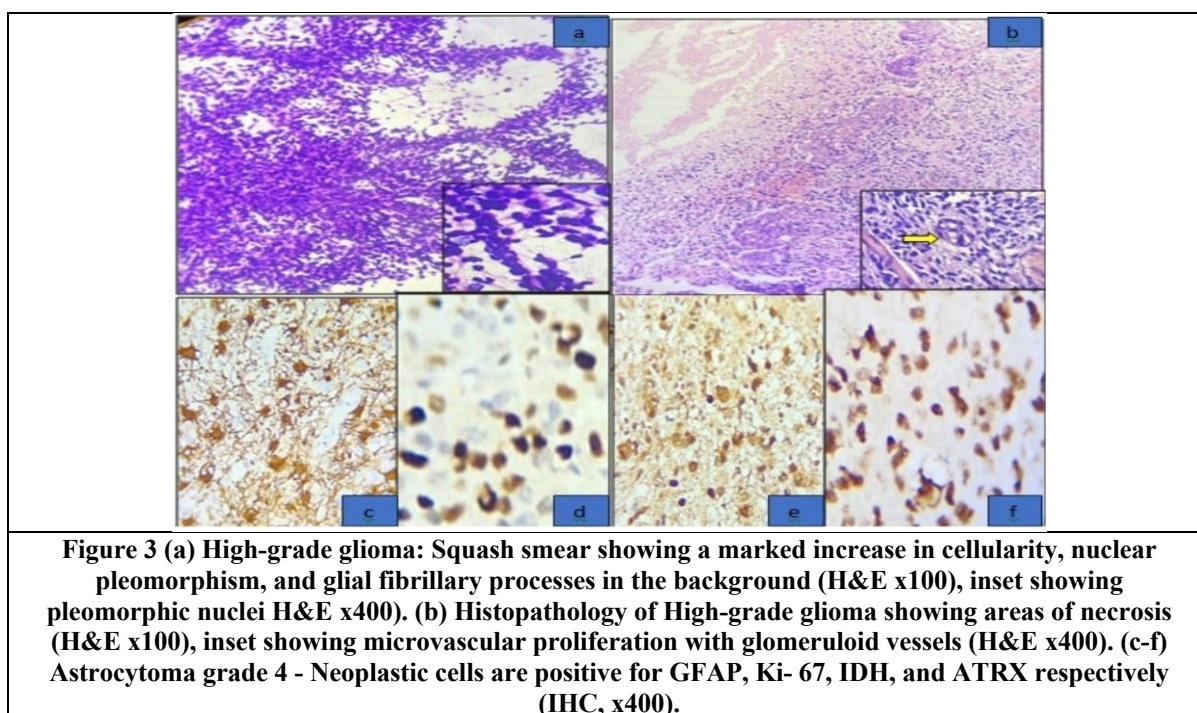 a
b
c
d
e
f
Figure 3 (a) High-grade glioma: Squash smear showing a marked increase in cellularity, nuclear
pleomorphism, and glial fibrillary processes in the background (H&E x100), inset showing
pleomorphic nuclei H&E x400). (b) Histopathology of High-grade glioma showing areas of necrosis
(H&E x100), inset showing microvascular proliferation with glomeruloid vessels (H&E x400). (c-f)
Astrocytoma grade 4 - Neoplastic cells are positive for GFAP, Ki- 67, IDH, and ATRX respectively
(IHC, x400).